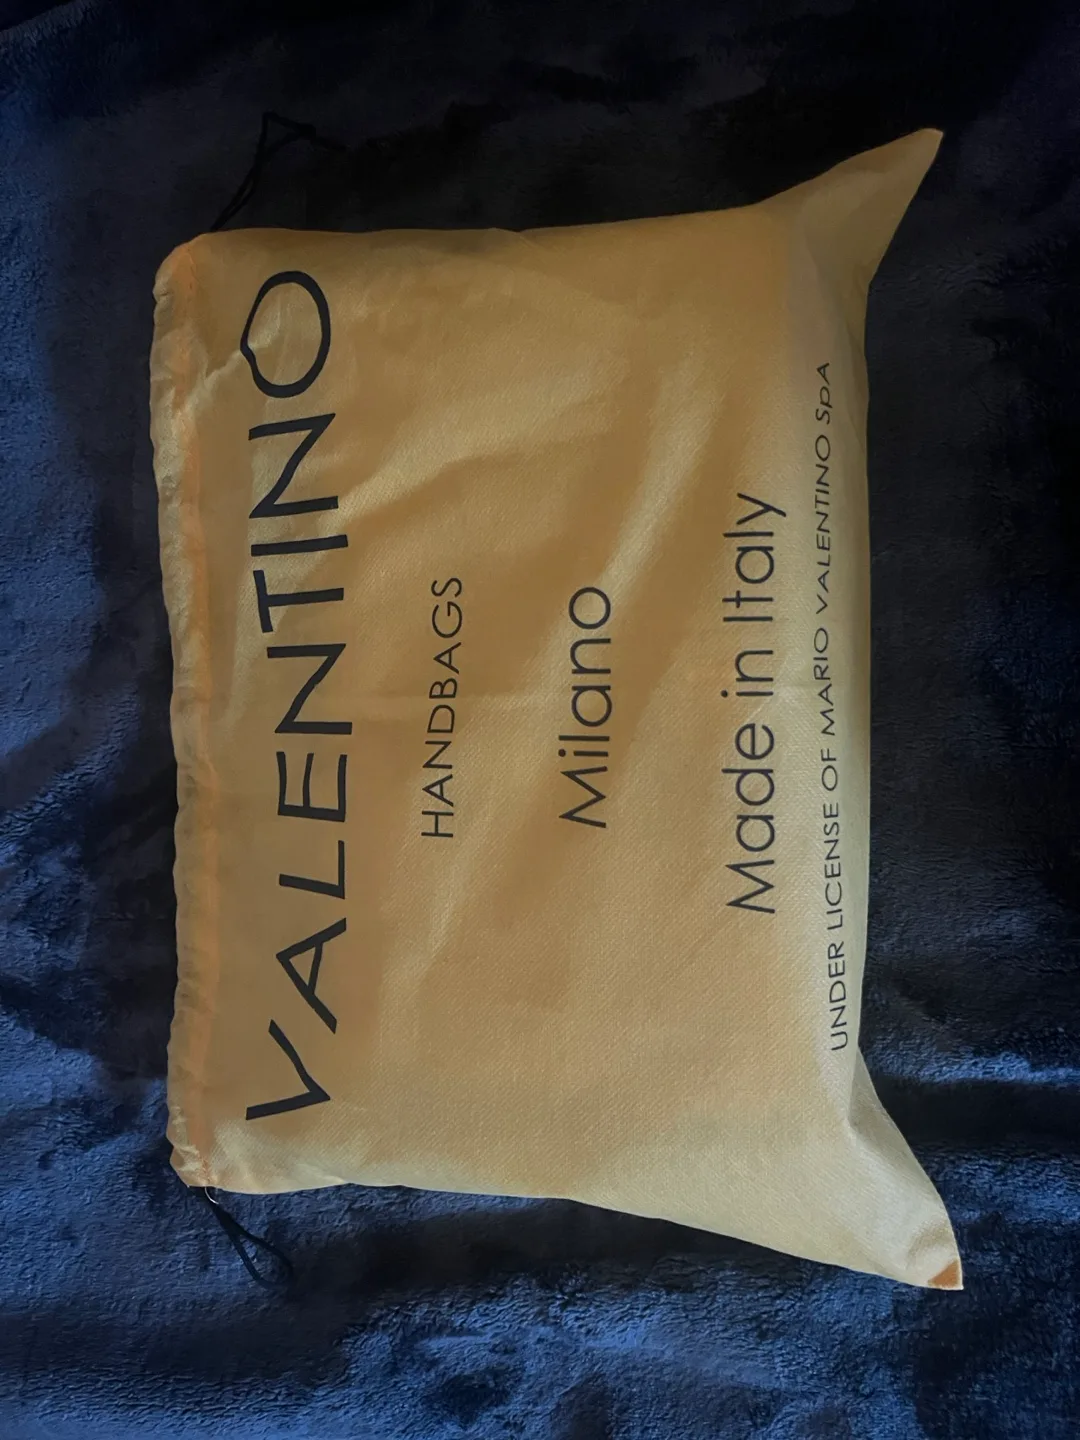 VALENTINO
HANDBAGS
Milano
Made in Italy
UNDER LICENSE OF MARIO VALENTINO SpA